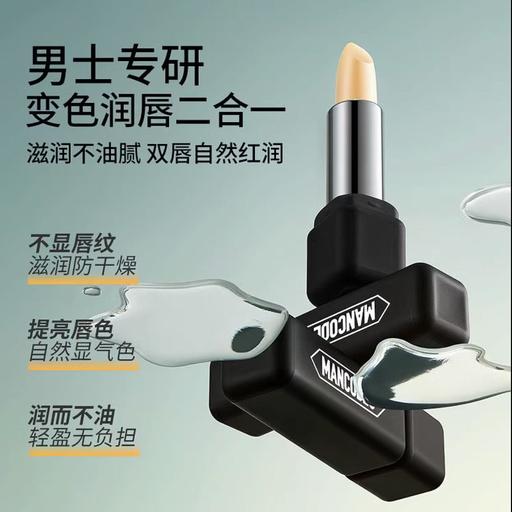 男士专研
变色润唇二合一
滋润不油腻 双唇自然红润
不显唇纹
滋润防干燥
提亮唇色
自然显气色
润而不油
轻盈无负担